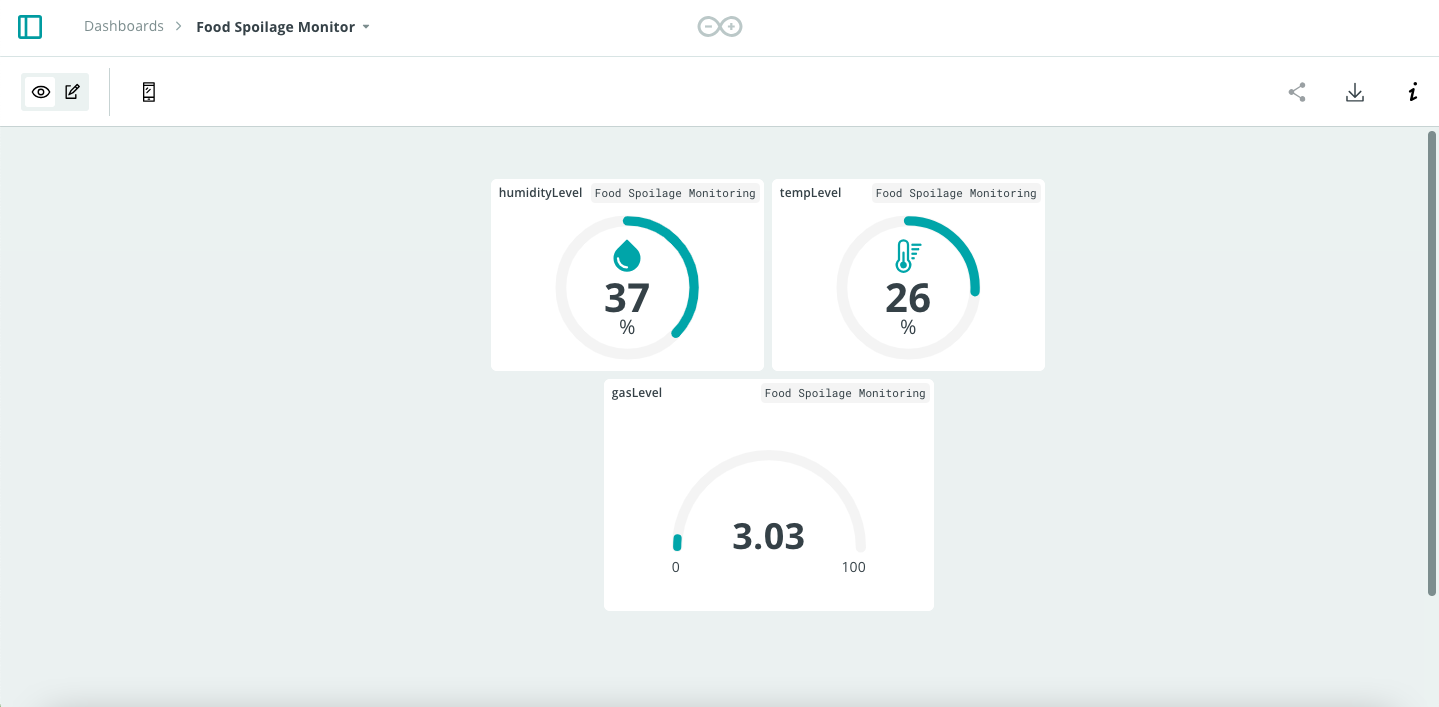 Dashboards > Food Spoilage Monitor
humidityLevel Food Spoilage Monitoring
tempLevel Food Spoilage Monitoring
37
%
26
%
gasLevel Food Spoilage Monitoring
3.03
0 100